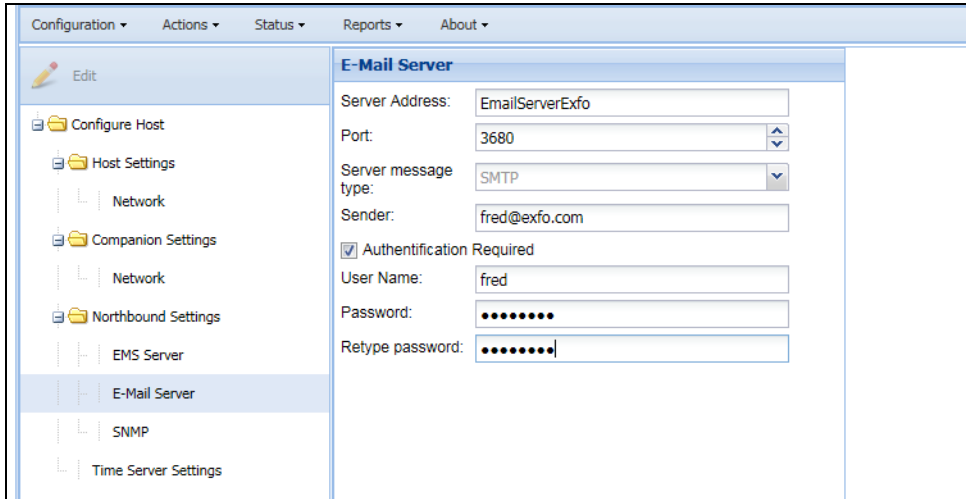 Configuration Actions Status Reports About
Edit
Configure Host
Host Settings
Network
Companion Settings
Network
Northbound Settings
EMS Server
E-Mail Server
SNMP
Time Server Settings
E-Mail Server
Server Address: EmailServerExfo
Port: 3680
Server message
type: SMTP
Sender: fred@exfo.com
Authentification Required
User Name: fred
Password: ●●●●●●●●
Retype password: ●●●●●●●●